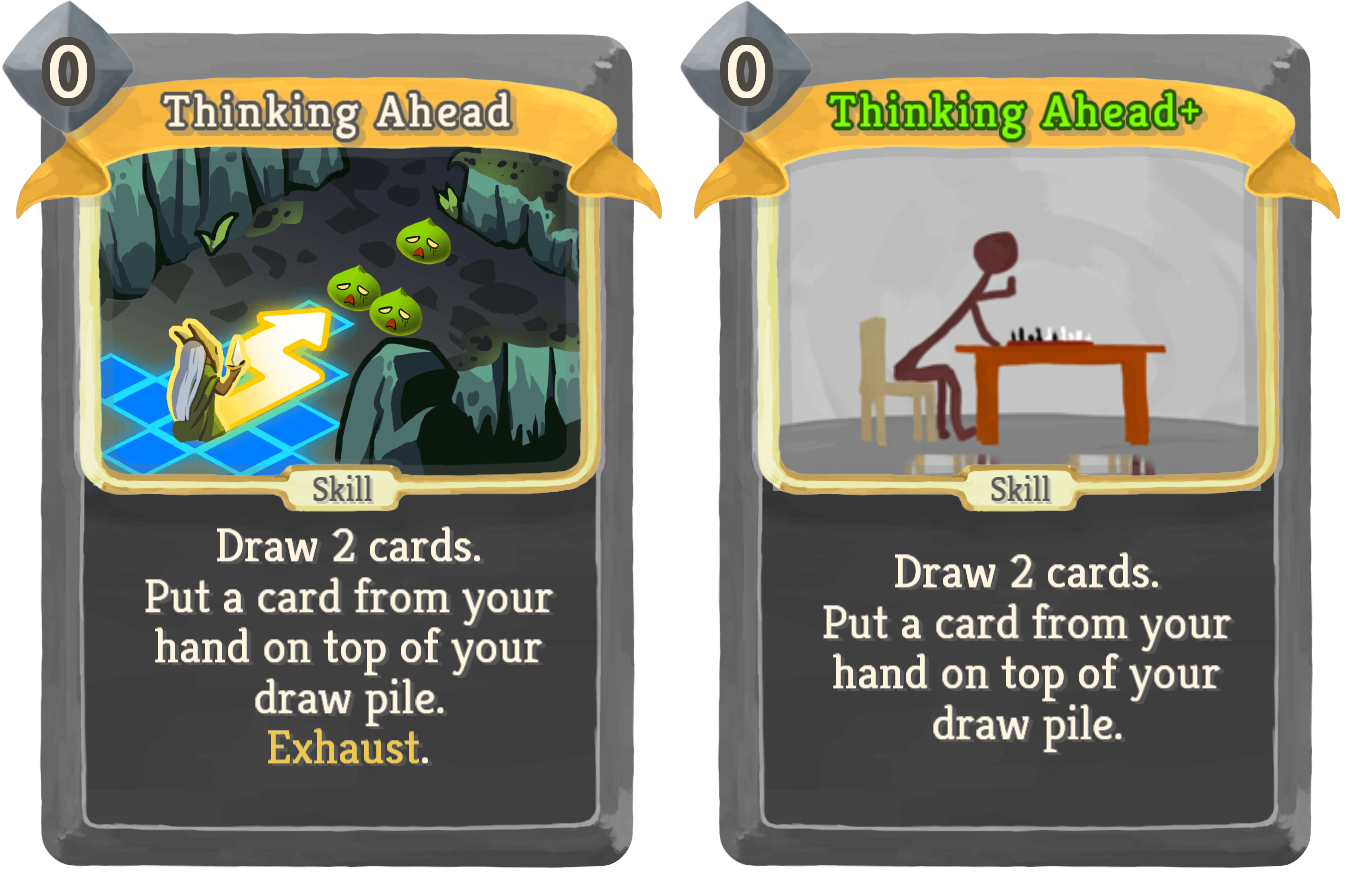 0
Thinking Ahead
Skill
Draw 2 cards.
Put a card from your
hand on top of your
draw pile.
Exhaust.
0
Thinking Ahead+
Skill
Draw 2 cards.
Put a card from your
hand on top of your
draw pile.